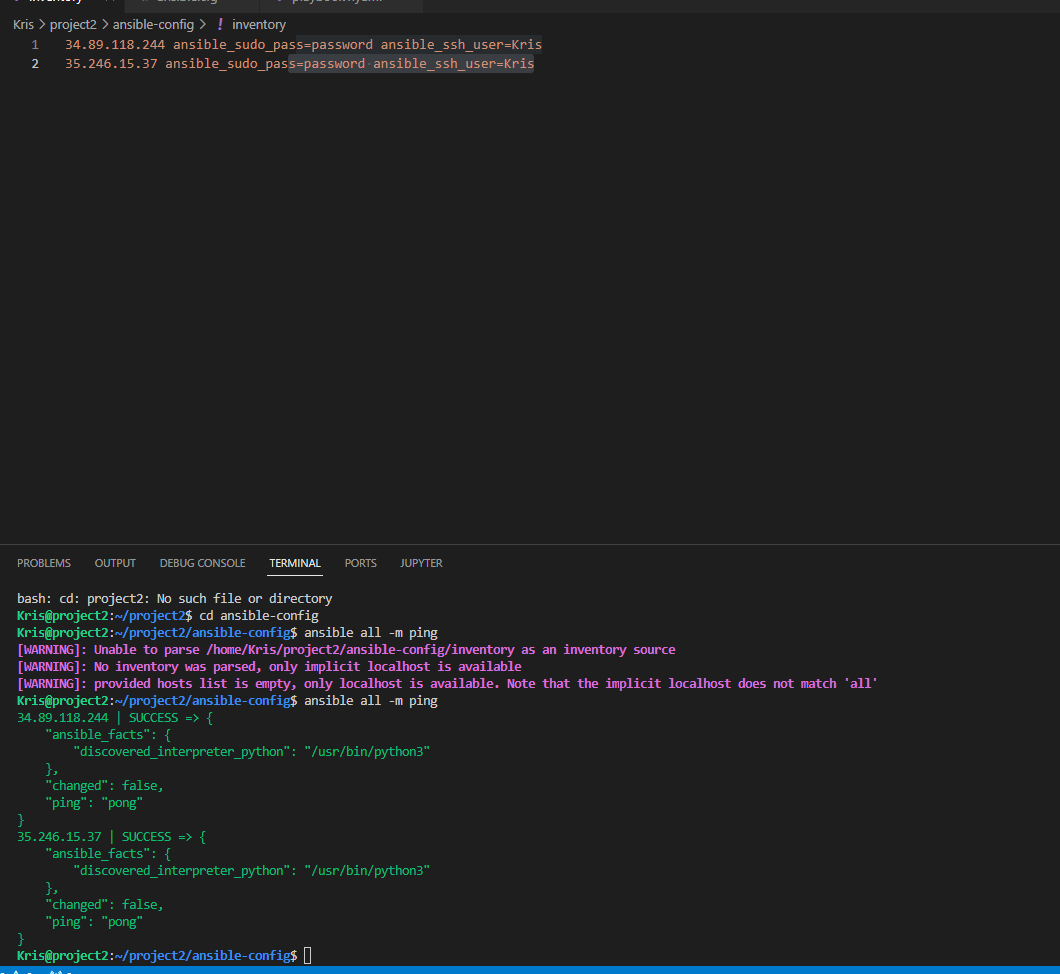 Kris > project2 > ansible-config > ! inventory
1 34.89.118.244 ansible_sudo_pass=password ansible_ssh_user=Kris
2 35.246.15.37 ansible_sudo_pass=password ansible_ssh_user=Kris
PROBLEMS OUTPUT DEBUG CONSOLE TERMINAL PORTS JUPYTER
bash: cd: project2: No such file or directory
Kris@project2:~/project2$ cd ansible-config
Kris@project2:~/project2/ansible-config$ ansible all -m ping
[WARNING]: Unable to parse /home/Kris/project2/ansible-config/inventory as an inventory source
[WARNING]: No inventory was parsed, only implicit localhost is available
[WARNING]: provided hosts list is empty, only localhost is available. Note that the implicit localhost does not match 'all'
Kris@project2:~/project2/ansible-config$ ansible all -m ping
34.89.118.244 | SUCCESS => {
    "ansible_facts": {
        "discovered_interpreter_python": "/usr/bin/python3"
    },
    "changed": false,
    "ping": "pong"
}
35.246.15.37 | SUCCESS => {
    "ansible_facts": {
        "discovered_interpreter_python": "/usr/bin/python3"
    },
    "changed": false,
    "ping": "pong"
}
Kris@project2:~/project2/ansible-config$